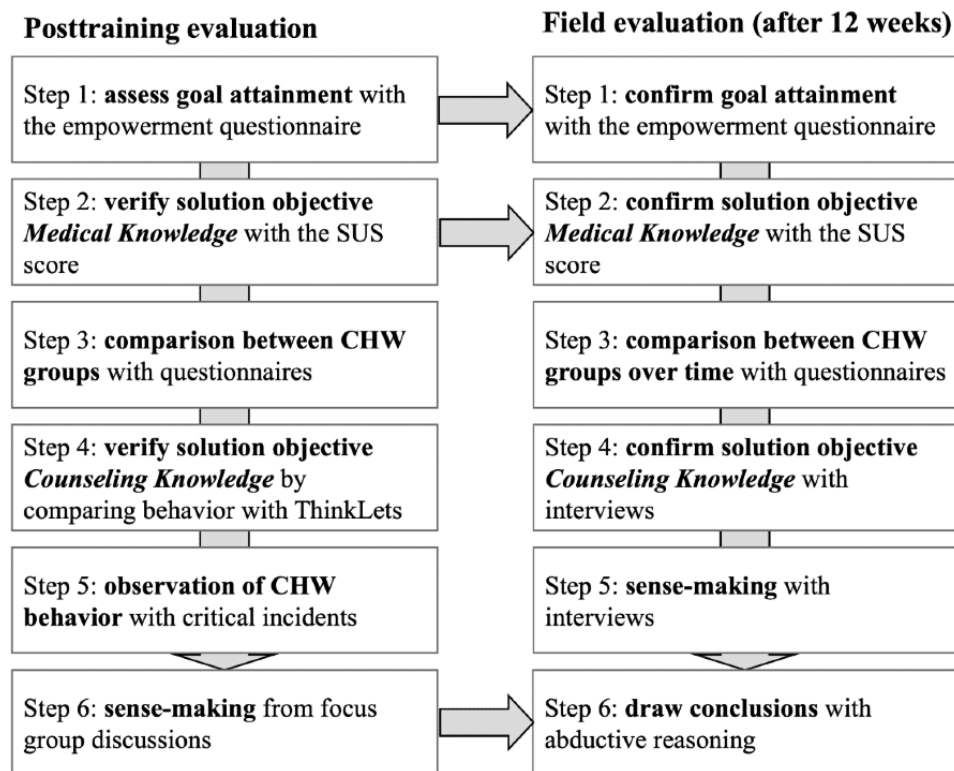 Posttraining evaluation
Step 1: assess goal attainment with
the empowerment questionnaire
Step 2: verify solution objective
Medical Knowledge with the SUS
score
Step 3: comparison between CHW
groups with questionnaires
Step 4: verify solution objective
Counseling Knowledge by
comparing behavior with ThinkLets
Step 5: observation of CHW
behavior with critical incidents
Step 6: sense-making from focus
group discussions
Field evaluation (after 12 weeks)
Step 1: confirm goal attainment
with the empowerment questionnaire
Step 2: confirm solution objective
Medical Knowledge with the SUS
score
Step 3: comparison between CHW
groups over time with questionnaires
Step 4: confirm solution objective
Counseling Knowledge with
interviews
Step 5: sense-making with
interviews
Step 6: draw conclusions with
abductive reasoning